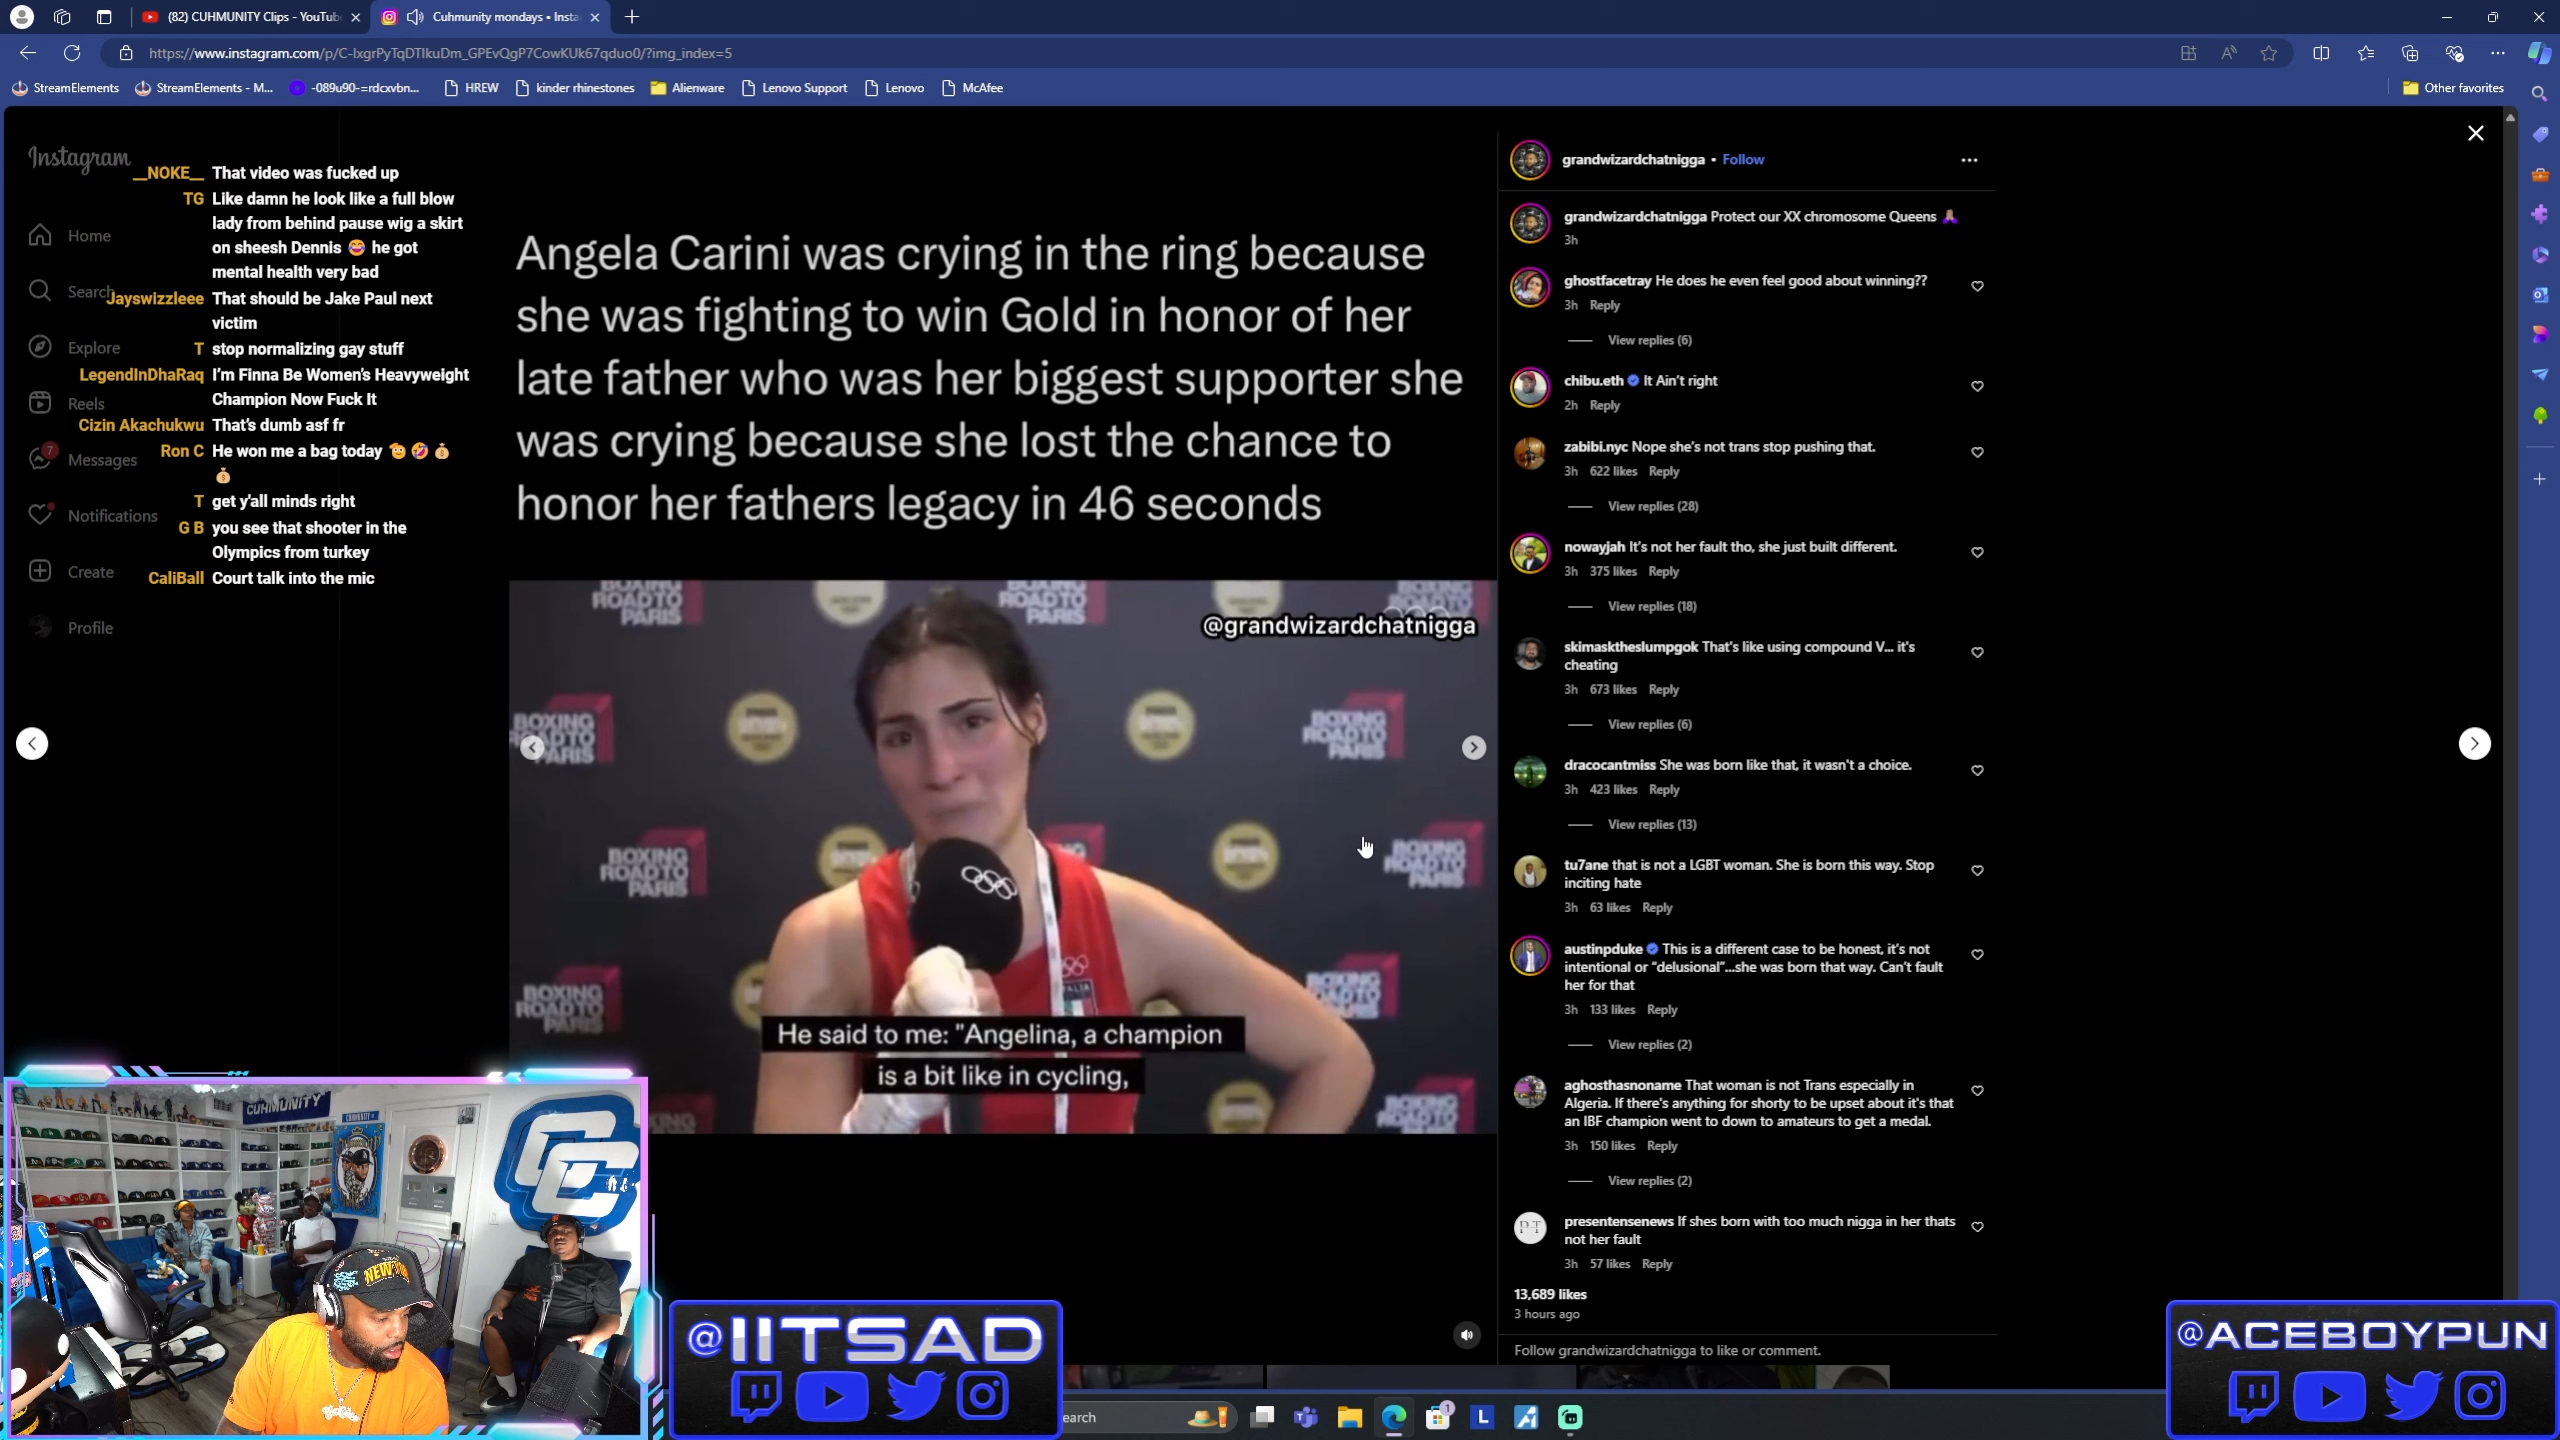 (82) CUHMUNITY Clips - YouTub
Cuhmunity mondays • Insta
https://www.instagram.com/p/C-IxgrPyTqDTIkuDm_GPEvQgP7CowKUk67qduo0/?img_index=5
StreamElements
StreamElements - M...
-089u90-=rdcxvbn...
HREW
kinder rhinestones
Alienware
Lenovo Support
Lenovo
McAfee
Other favorites
Instagram
Home
Search
Explore
Reels
7
Messages
Notifications
Create
Profile
__NOKE__ That video was fucked up
TG Like damn he look like a full blow
lady from behind pause wig a skirt
on sheesh Dennis 😂 he got
mental health very bad
Jayswizzleee That should be Jake Paul next
victim
T stop normalizing gay stuff
LegendInDhaRaq I'm Finna Be Women's Heavyweight
Champion Now Fuck It
Cizin Akachukwu That's dumb asf fr
Ron C He won me a bag today 🫡🤣💰
💰
T get y'all minds right
G B you see that shooter in the
Olympics from turkey
CaliBall Court talk into the mic
Angela Carini was crying in the ring because
she was fighting to win Gold in honor of her
late father who was her biggest supporter she
was crying because she lost the chance to
honor her fathers legacy in 46 seconds
@grandwizardchatnigga
BOXING
ROAD TO
PARIS
ITALIA
He said to me: "Angelina, a champion
is a bit like in cycling,
grandwizardchatnigga • Follow
grandwizardchatnigga Protect our XX chromosome Queens
3h
ghostfacetray He does he even feel good about winning??
3h Reply
View replies (6)
chibu.eth It Ain't right
2h Reply
zabibi.nyc Nope she's not trans stop pushing that.
3h 622 likes Reply
View replies (28)
nowayjah It's not her fault tho, she just built different.
3h 375 likes Reply
View replies (18)
skimasktheslumpgok That's like using compound V... it's
cheating
3h 673 likes Reply
View replies (6)
dracocantmiss She was born like that, it wasn't a choice.
3h 423 likes Reply
View replies (13)
tu7ane that is not a LGBT woman. She is born this way. Stop
inciting hate
3h 63 likes Reply
austinpduke This is a different case to be honest, it's not
intentional or "delusional"...she was born that way. Can't fault
her for that
3h 133 likes Reply
View replies (2)
aghosthasnoname That woman is not Trans especially in
Algeria. If there's anything for shorty to be upset about it's that
an IBF champion went to down to amateurs to get a medal.
3h 150 likes Reply
View replies (2)
presentensenews If shes born with too much nigga in her thats
not her fault
3h 57 likes Reply
13,689 likes
3 hours ago
Follow grandwizardchatnigga to like or comment.
CUHMUNITY
CC
NEW
@IITSAD
@ACEBOYPUN
earch
1
L